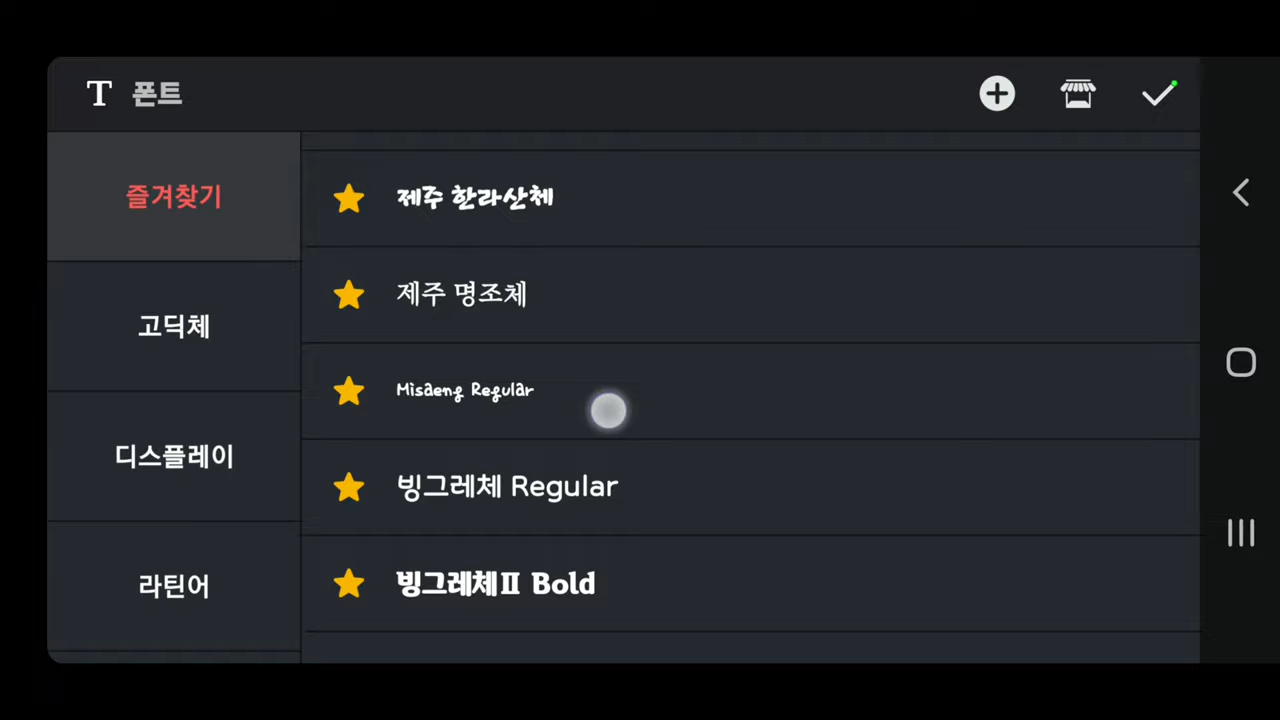 T 폰트
즐겨찾기
고딕체
디스플레이
라틴어
제주 한라산체
제주 명조체
Misaeng Regular
빙그레체 Regular
빙그레체Ⅱ Bold